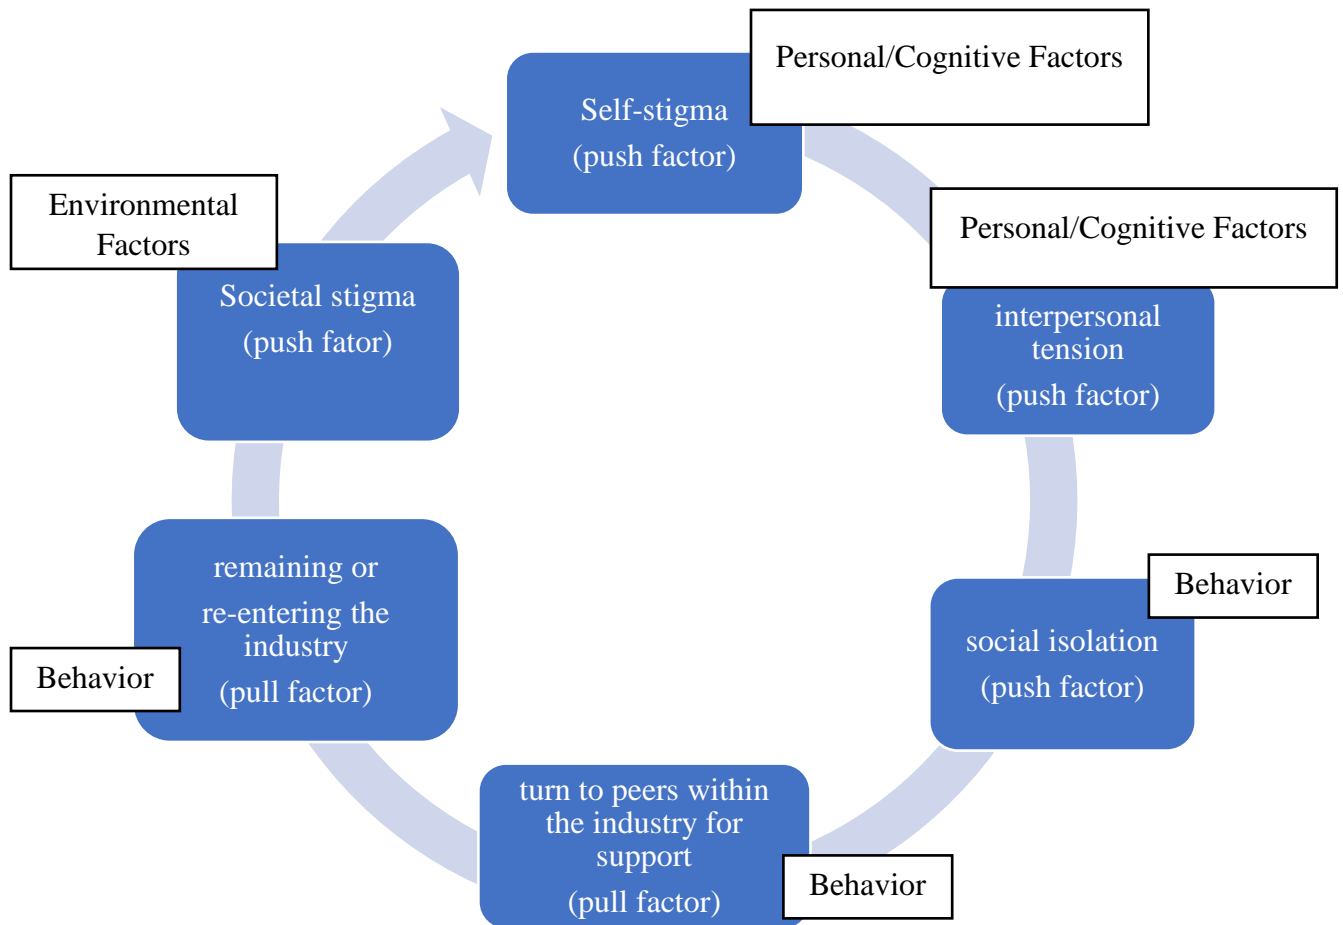 Personal/Cognitive Factors
Self-stigma
(push factor)
Personal/Cognitive Factors
interpersonal
tension
(push factor)
Behavior
social isolation
(push factor)
turn to peers within
the industry for
support
(pull factor)
Behavior
remaining or
re-entering the
industry
(pull factor)
Behavior
Environmental
Factors
Societal stigma
(push fator)